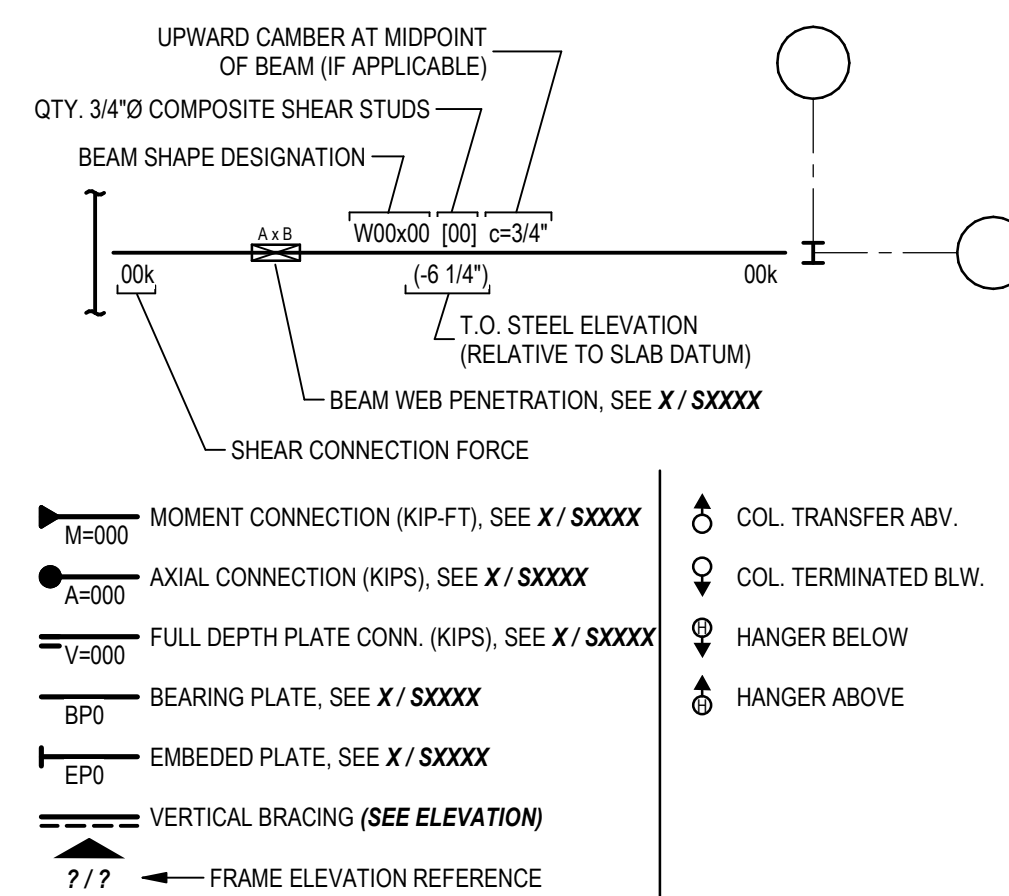 UPWARD CAMBER AT MIDPOINT
OF BEAM (IF APPLICABLE)
QTY. 3/4"Ø COMPOSITE SHEAR STUDS
BEAM SHAPE DESIGNATION
A x B
W00x00 [00] c=3/4"
00k
(-6 1/4")
00k
T.O. STEEL ELEVATION
(RELATIVE TO SLAB DATUM)
BEAM WEB PENETRATION, SEE X / SXXXX
SHEAR CONNECTION FORCE
M=000
MOMENT CONNECTION (KIP-FT), SEE X / SXXXX
A=000
AXIAL CONNECTION (KIPS), SEE X / SXXXX
V=000
FULL DEPTH PLATE CONN. (KIPS), SEE X / SXXXX
BP0
BEARING PLATE, SEE X / SXXXX
EP0
EMBEDED PLATE, SEE X / SXXXX
VERTICAL BRACING (SEE ELEVATION)
? / ?
FRAME ELEVATION REFERENCE
COL. TRANSFER ABV.
COL. TERMINATED BLW.
H
HANGER BELOW
H
HANGER ABOVE